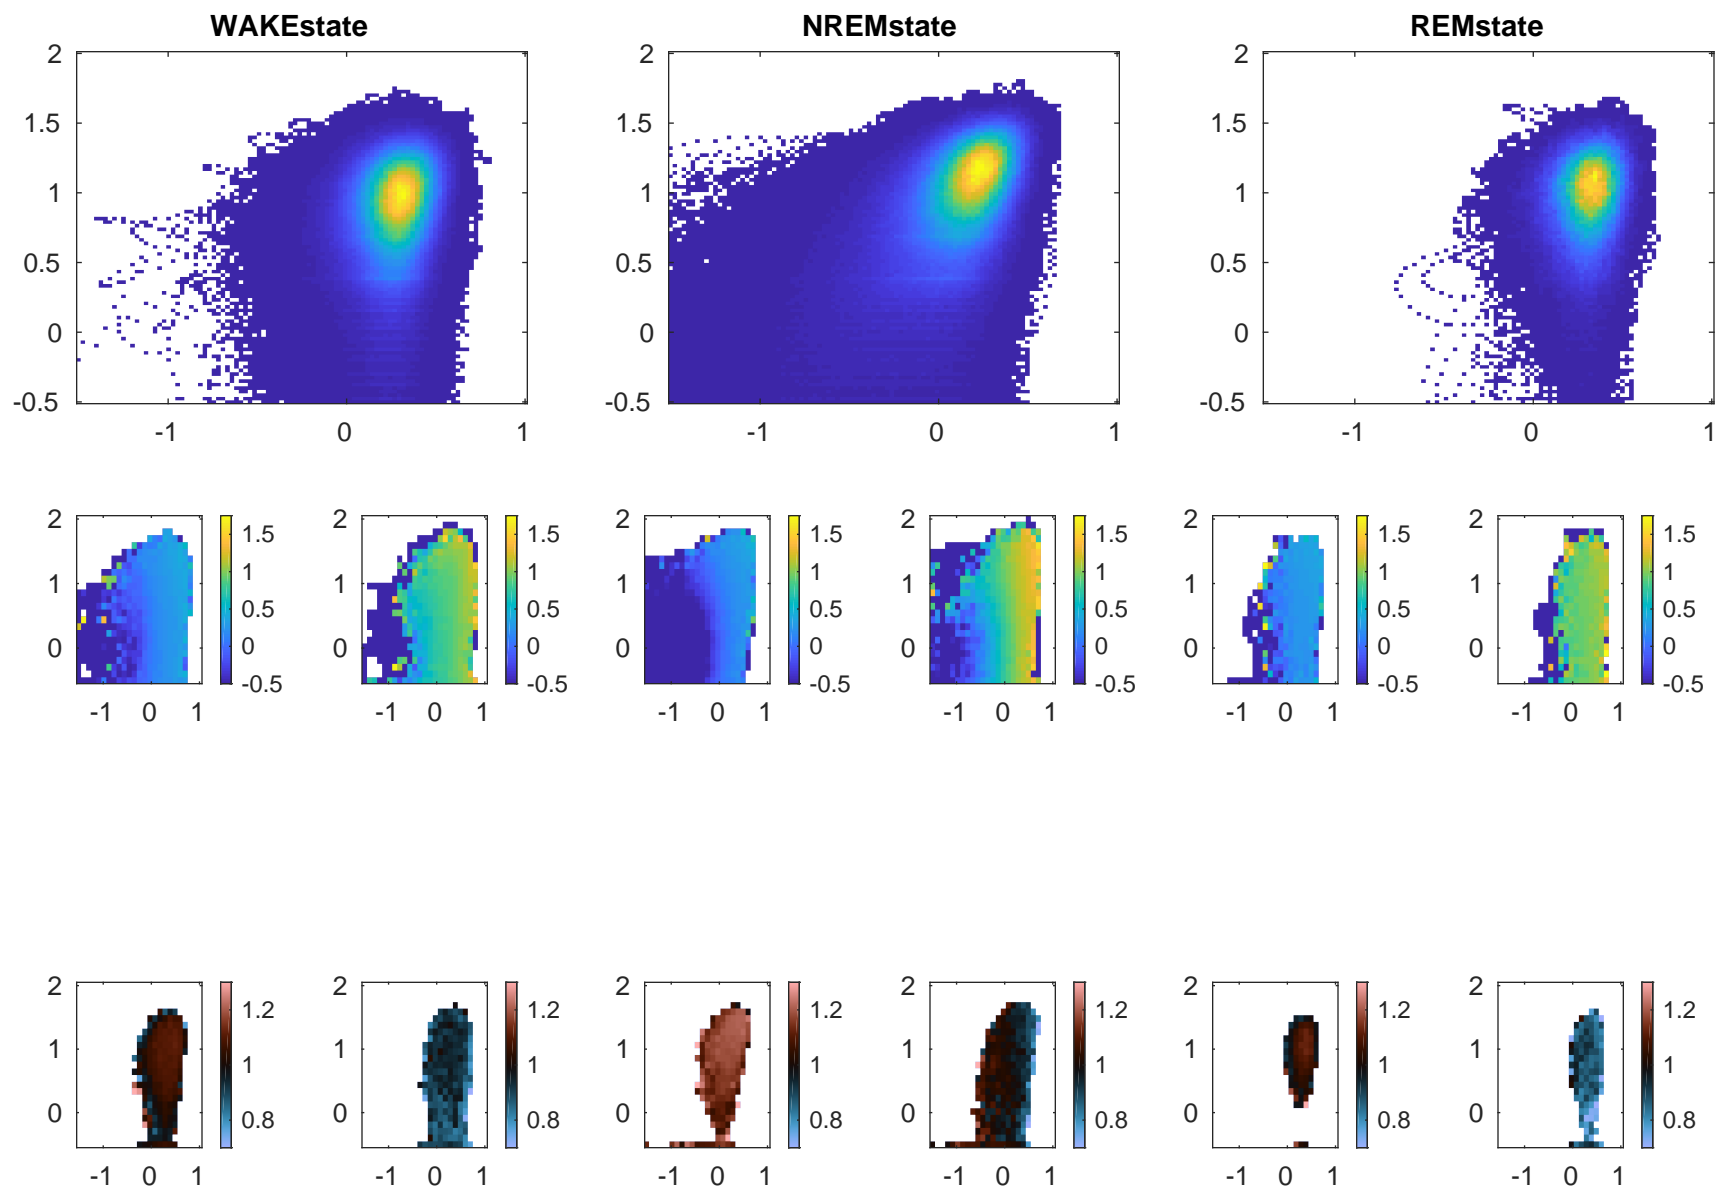 WAKEstate NREMstate REMstate
2 2 2
1.5 1.5 1.5
1 1 1
0.5 0.5 0.5
0 0 0
-0.5 -0.5 -0.5
-1 0 1 -1 0 1 -1 0 1
2 1.5 2 1.5 2 1.5 2 1.5 2 1.5 2 1.5
1 1 1 1 1 1 1 1 1 1 1 1
0.5 0.5 0.5 0.5 0.5 0.5
0 0 0 0 0 0 0 0 0 0 0 0
-0.5 -0.5 -0.5 -0.5 -0.5 -0.5
-1 0 1 -1 0 1 -1 0 1 -1 0 1 -1 0 1 -1 0 1
2 1.2 2 1.2 2 1.2 2 1.2 2 1.2 2 1.2
1 1 1 1 1 1 1 1 1 1 1 1
0 0.8 0 0.8 0 0.8 0 0.8 0 0.8 0 0.8
-1 0 1 -1 0 1 -1 0 1 -1 0 1 -1 0 1 -1 0 1